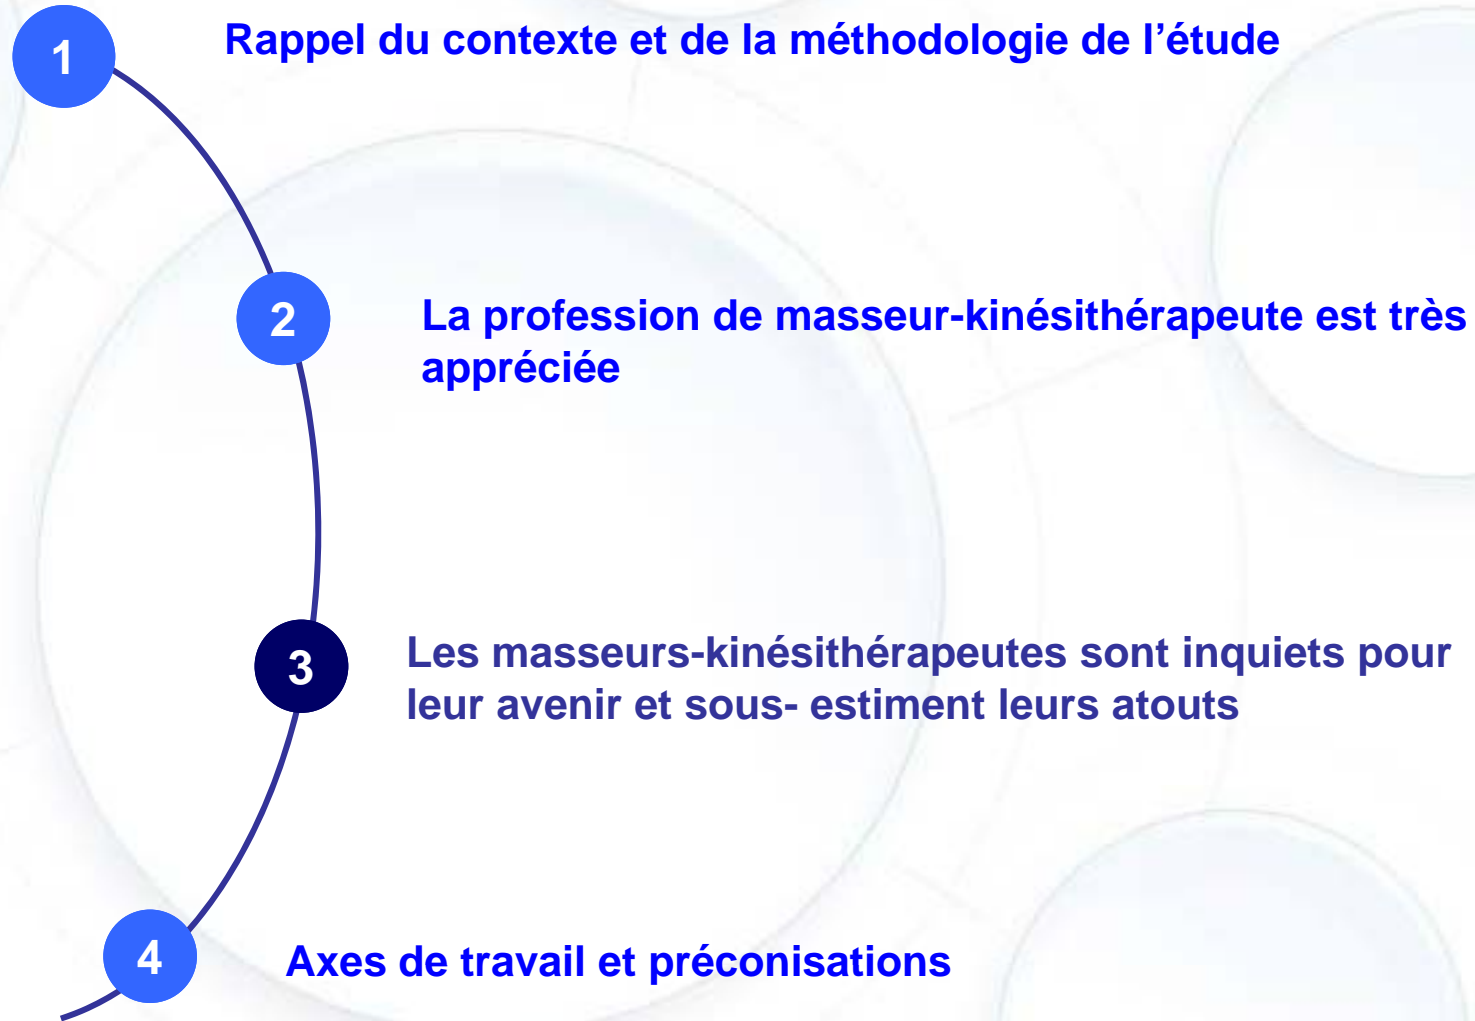 1
Rappel du contexte et de la méthodologie de l’étude
2
La profession de masseur-kinésithérapeute est très
appréciée
3
Les masseurs-kinésithérapeutes sont inquiets pour
leur avenir et sous- estiment leurs atouts
4
Axes de travail et préconisations